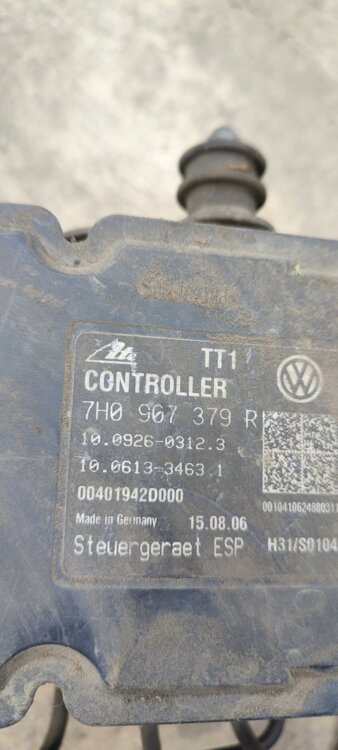 Ate TT1
CONTROLLER
7H0 907 379 R
10.0926-0312.3
10.0613-3463.1
00401942D000
Made in Germany 15.08.06
Steuergeraet ESP H31/S0104